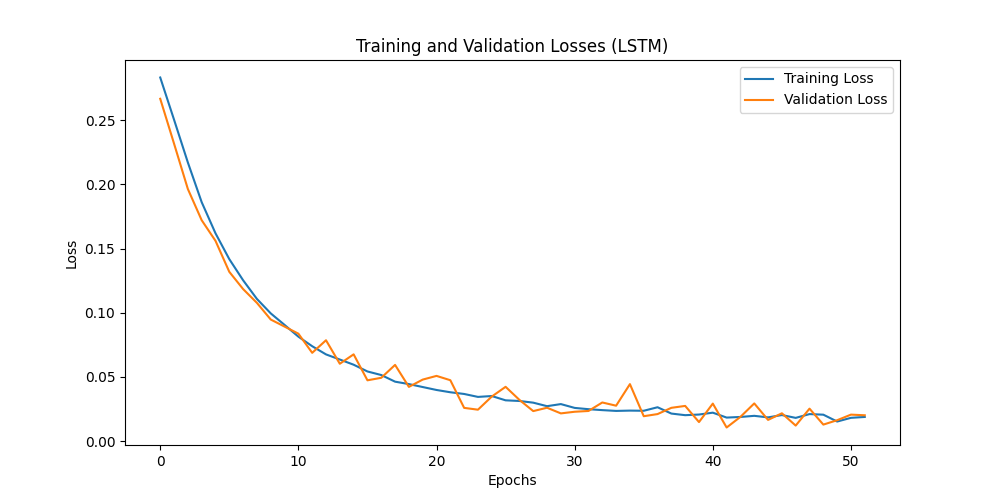 Training and Validation Losses (LSTM)
Training Loss
Validation Loss
0.25
0.20
0.15
0.10
0.05
0.00
Loss
0 10 20 30 40 50
Epochs